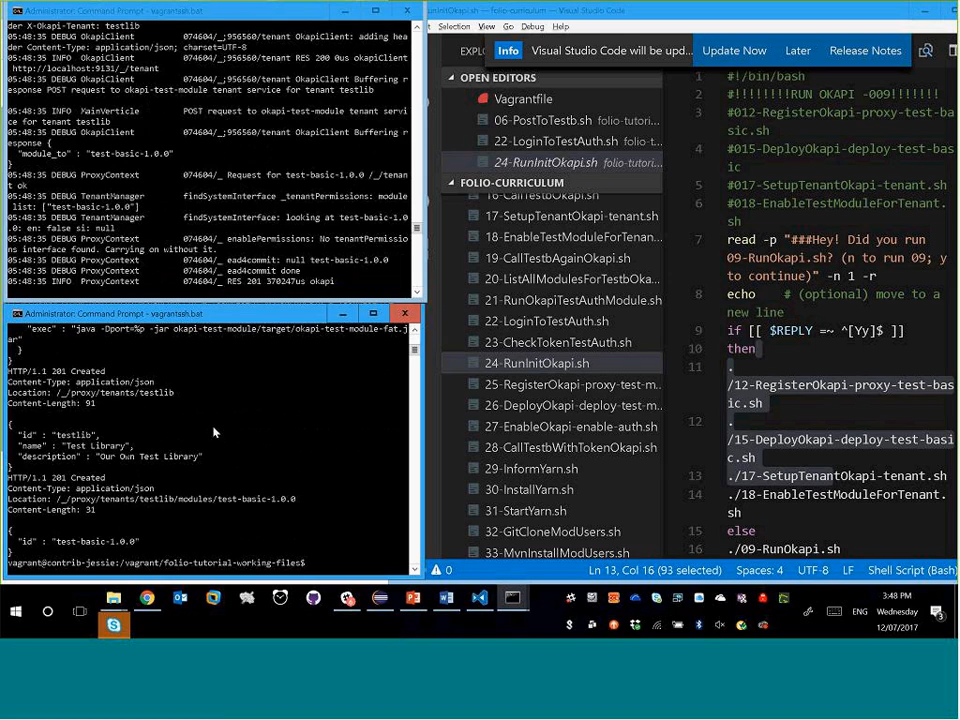 Administrator: Command Prompt - vagrantssh.bat
der X-Okapi-Tenant: testlib
05:48:35 DEBUG OkapiClient 074604/_;956560/tenant OkapiClient: adding hea
der Content-Type: application/json; charset=UTF-8
05:48:35 INFO OkapiClient 074604/_;956560/tenant RES 200 0us okapiClient
http://localhost:9131/_/tenant
05:48:35 DEBUG OkapiClient 074604/_;956560/tenant OkapiClient Buffering r
esponse POST request to okapi-test-module tenant service for tenant testlib
05:48:35 INFO MainVerticle POST request to okapi-test-module tenant servi
ce for tenant testlib
05:48:35 DEBUG OkapiClient 074604/_;956560/tenant OkapiClient Buffering r
esponse {
"module_to" : "test-basic-1.0.0"
}
05:48:35 DEBUG ProxyContext 074604/_ Request for test-basic-1.0.0 /_/tenan
t ok
05:48:35 DEBUG TenantManager findSystemInterface _tenantPermissions: module
list: ["test-basic-1.0.0"]
05:48:35 DEBUG TenantManager findSystemInterface: looking at test-basic-1.
0.0: en: false si: null
05:48:35 DEBUG ProxyContext 074604/_ enablePermissions: No tenantPermissio
ns interface found. Carrying on without it.
05:48:35 DEBUG ProxyContext 074604/_ ead4commit: null test-basic-1.0.0
05:48:35 DEBUG ProxyContext 074604/_ ead4commit done
05:48:35 INFO ProxyContext 074604/_ RES 201 370247us okapi
Administrator: Command Prompt - vagrantssh.bat
"exec" : "java -Dport=%p -jar okapi-test-module/target/okapi-test-module-fat.j
ar"
}
}
HTTP/1.1 201 Created
Content-Type: application/json
Location: /_/proxy/tenants/testlib
Content-Length: 91
{
"id" : "testlib",
"name" : "Test Library",
"description" : "Our Own Test Library"
}
HTTP/1.1 201 Created
Content-Type: application/json
Location: /_/proxy/tenants/testlib/modules/test-basic-1.0.0
Content-Length: 31
{
"id" : "test-basic-1.0.0"
}
vagrant@contrib-jessie:/vagrant/folio-tutorial-working-files$
unInitOkapi.sh - folio-curriculum - Visual Studio Code
Selection View Go Debug Help
EXPL
Info Visual Studio Code will be upd... Update Now Later Release Notes
OPEN EDITORS
Vagrantfile
06-PostToTestb.sh folio-tutori...
22-LoginToTestAuth.sh folio-tut...
24-RunInitOkapi.sh folio-tutori...
FOLIO-CURRICULUM
16-CallTestb.sh
17-SetupTenantOkapi-tenant.sh
18-EnableTestModuleForTenan...
19-CallTestbAgainOkapi.sh
20-ListAllModulesForTestbOka...
21-RunOkapiTestAuthModule.sh
22-LoginToTestAuth.sh
23-CheckTokenTestAuth.sh
24-RunInitOkapi.sh
25-RegisterOkapi-proxy-test-m...
26-DeployOkapi-deploy-test-m...
27-EnableOkapi-enable-auth.sh
28-CallTestbWithTokenOkapi.sh
29-InformYarn.sh
30-InstallYarn.sh
31-StartYarn.sh
32-GitCloneModUsers.sh
33-MvnInstallModUsers.sh
1 #!/bin/bash
2 #!!!!!!!!RUN OKAPI -009!!!!!!!
3 #012-RegisterOkapi-proxy-test-ba
sic.sh
4 #015-DeployOkapi-deploy-test-bas
ic
5 #017-SetupTenantOkapi-tenant.sh
6 #018-EnableTestModuleForTenant.
sh
7 read -p "###Hey! Did you run
09-RunOkapi.sh? (n to run 09; y
to continue)" -n 1 -r
8 echo # (optional) move to a
new line
9 if [[ $REPLY =~ ^[Yy]$ ]]
10 then
11 .
/12-RegisterOkapi-proxy-test-bas
ic.sh
12 .
/15-DeployOkapi-deploy-test-basi
c.sh
13 ./17-SetupTenantOkapi-tenant.sh
14 ./18-EnableTestModuleForTenant.
sh
15 else
16 ./09-RunOkapi.sh
0 Ln 13, Col 16 (93 selected) Spaces: 4 UTF-8 LF Shell Script (Bash)
ENG
3:48 PM
Wednesday
12/07/2017
3